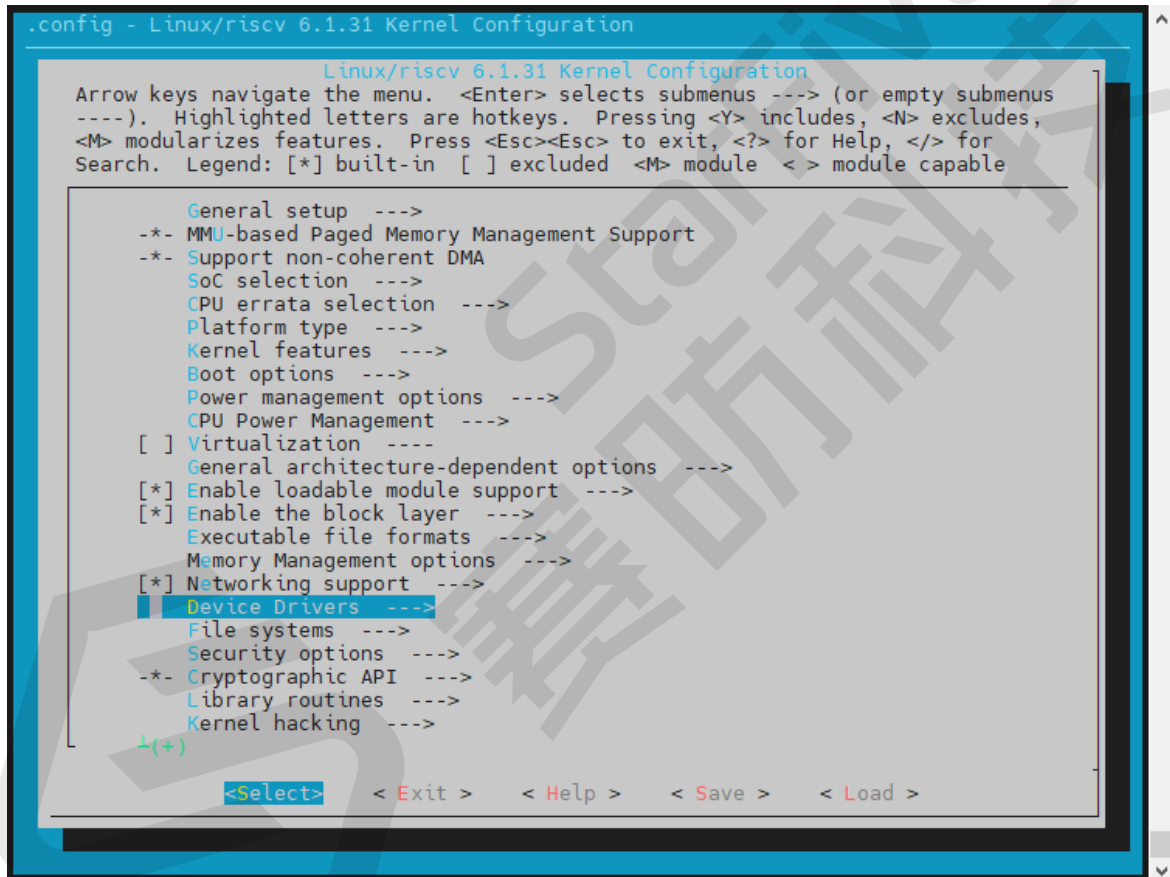 .config - Linux/riscv 6.1.31 Kernel Configuration
Linux/riscv 6.1.31 Kernel Configuration
Arrow keys navigate the menu.  <Enter> selects submenus ---> (or empty submenus
----).  Highlighted letters are hotkeys.  Pressing <Y> includes, <N> excludes,
<M> modularizes features.  Press <Esc><Esc> to exit, <?> for Help, </> for
Search.  Legend: [*] built-in  [ ] excluded  <M> module  < > module capable
General setup  --->
-*- MMU-based Paged Memory Management Support
-*- Support non-coherent DMA
SoC selection  --->
CPU errata selection  --->
Platform type  --->
Kernel features  --->
Boot options  --->
Power management options  --->
CPU Power Management  --->
[ ] Virtualization  ----
General architecture-dependent options  --->
[*] Enable loadable module support  --->
[*] Enable the block layer  --->
Executable file formats  --->
Memory Management options  --->
[*] Networking support  --->
Device Drivers  --->
File systems  --->
Security options  --->
-*- Cryptographic API  --->
Library routines  --->
Kernel hacking  --->
┴(+)
<Select>    < Exit >    < Help >    < Save >    < Load >
StarFive
赛昉科技